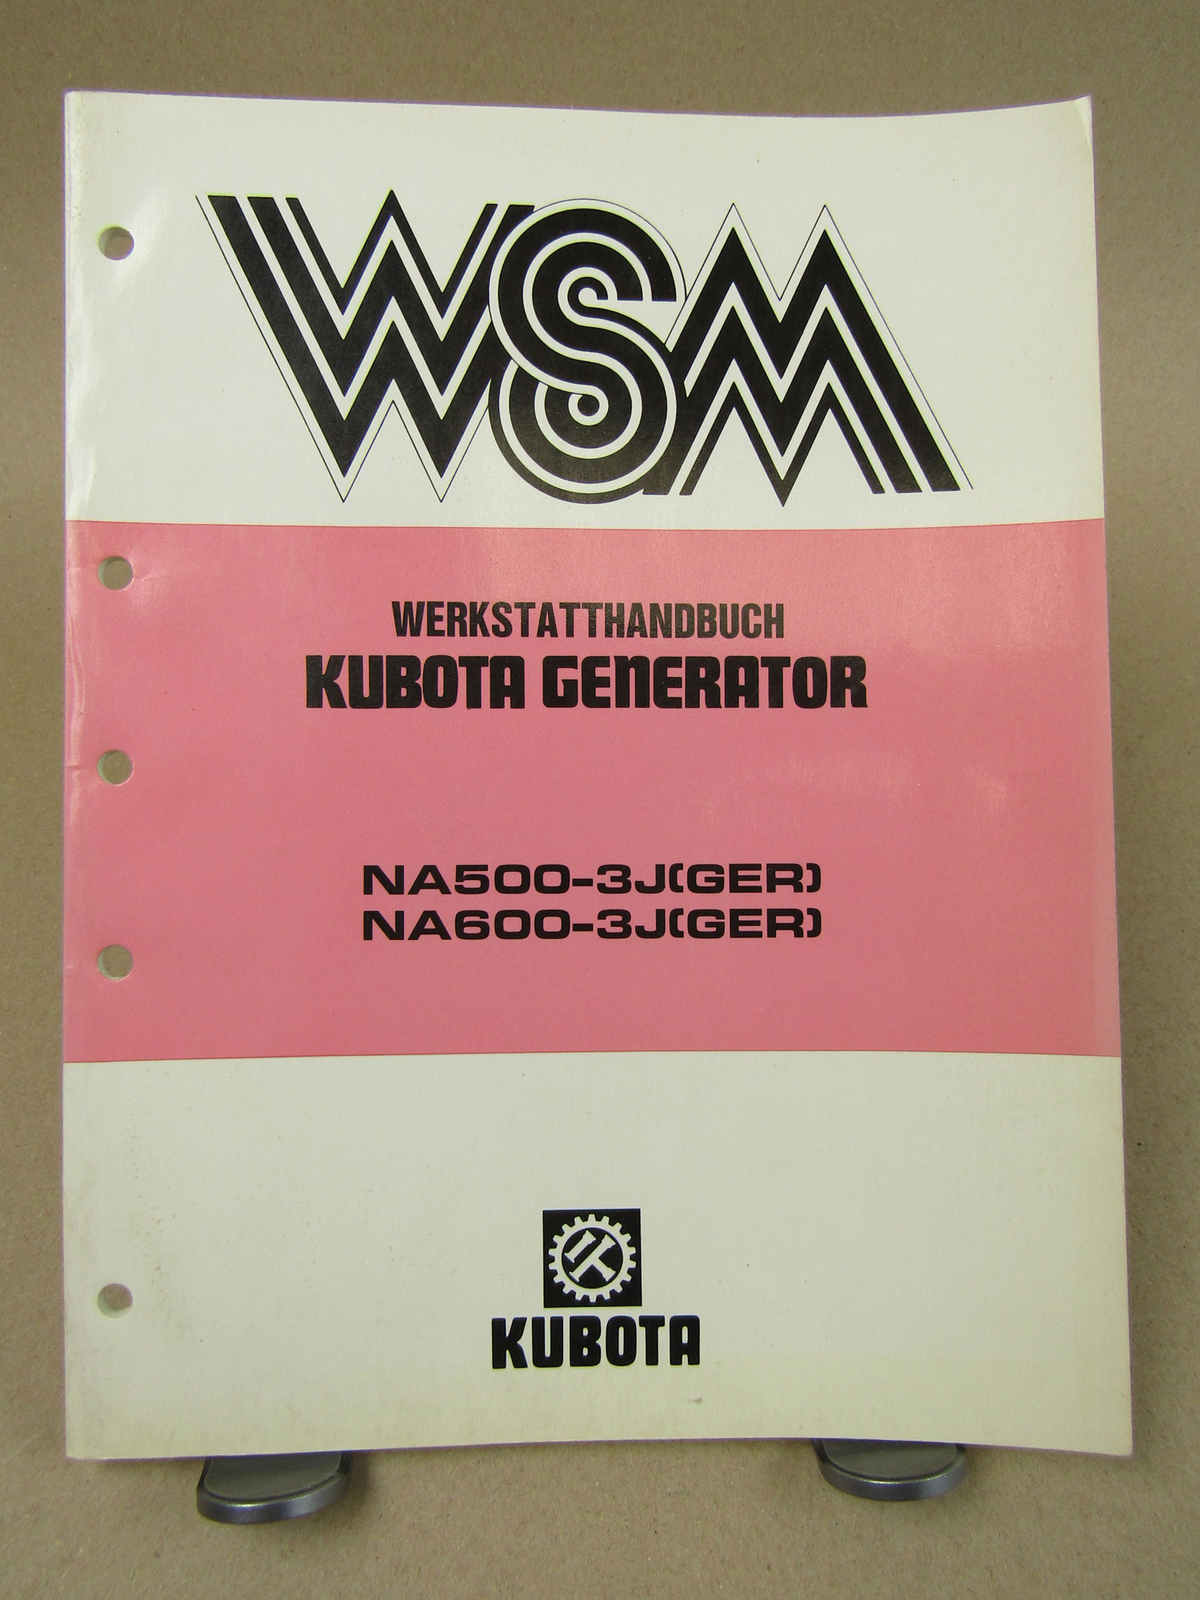 WSM
WERKSTATTHANDBUCH
KUBOTA GENERATOR
NA500-3J(GER)
NA600-3J(GER)
KUBOTA